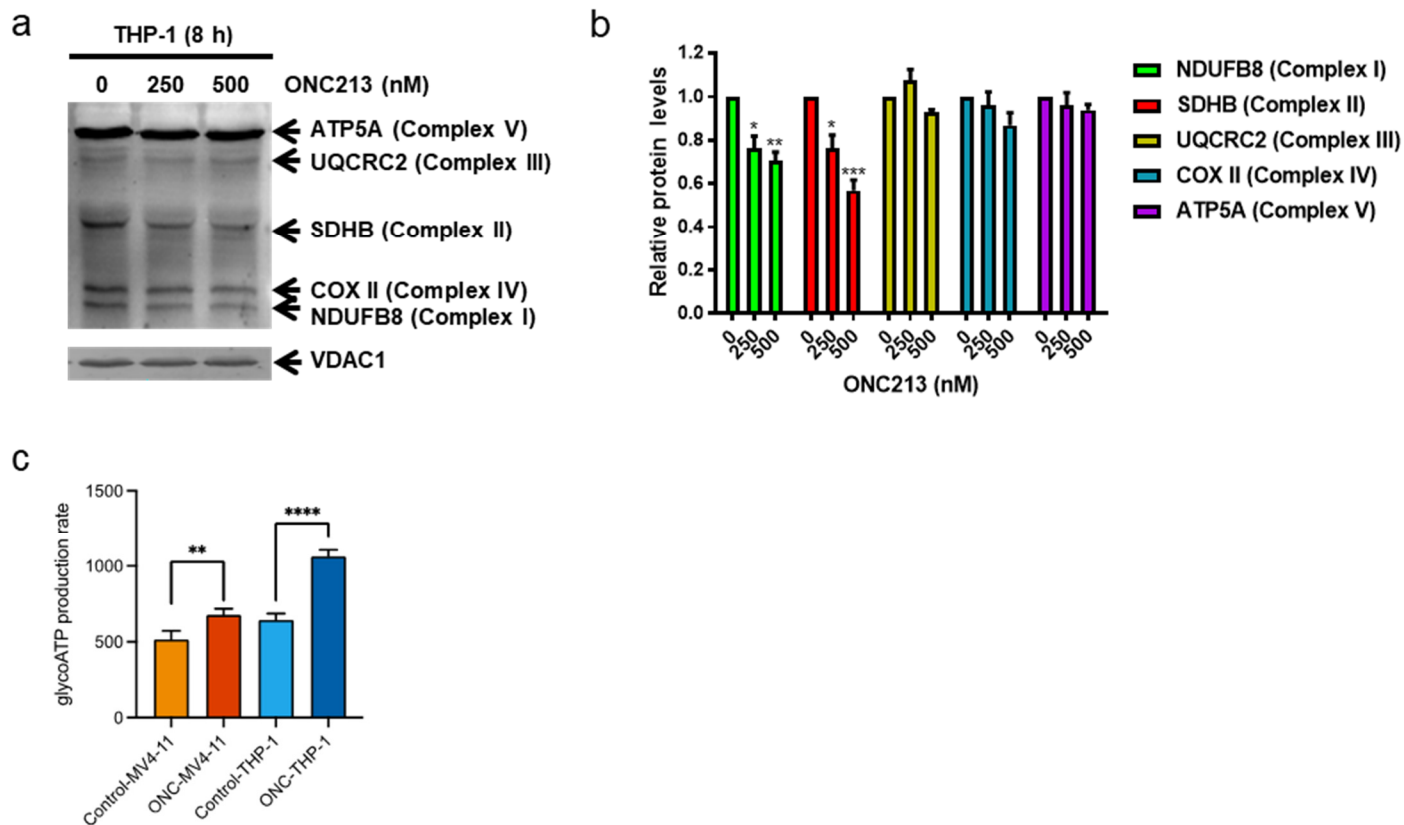 a
THP-1 (8 h)
0 250 500 ONC213 (nM)
ATP5A (Complex V)
UQCRC2 (Complex III)
SDHB (Complex II)
COX II (Complex IV)
NDUFB8 (Complex I)
VDAC1
b
Relative protein levels
1.2
1.0
0.8
0.6
0.4
0.2
0.0
* ** * ***
0 250 500 0 250 500 0 250 500 0 250 500 0 250 500
ONC213 (nM)
NDUFB8 (Complex I)
SDHB (Complex II)
UQCRC2 (Complex III)
COX II (Complex IV)
ATP5A (Complex V)
c
glycoATP production rate
1500
1000
500
0
** ****
Control-MV4-11
ONC-MV4-11
Control-THP-1
ONC-THP-1